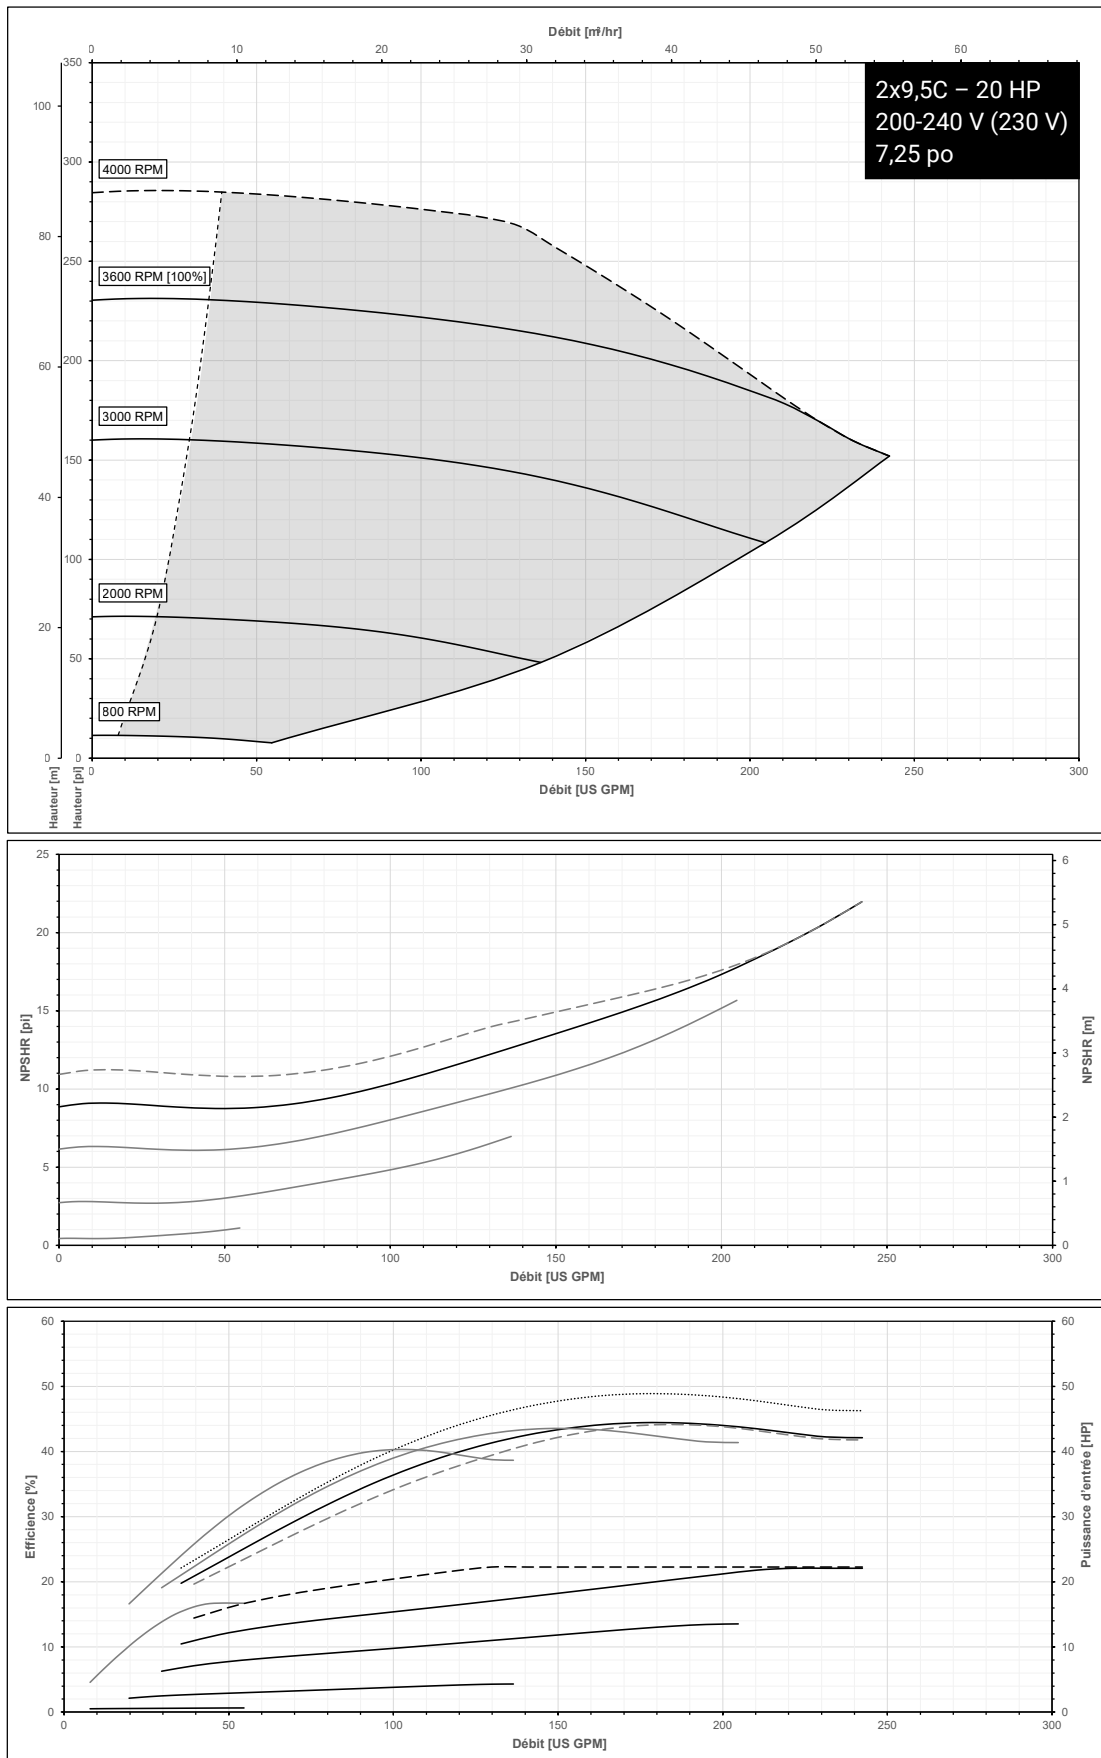 Débit [m³/hr]
0 10 20 30 40 50 60
350
300
250
200
150
100
50
0
100
80
60
40
20
0
2x9,5C – 20 HP
200-240 V (230 V)
7,25 po
4000 RPM
3600 RPM [100%]
3000 RPM
2000 RPM
800 RPM
0 50 100 150 200 250 300
Débit [US GPM]
Hauteur [m]
Hauteur [pi]
25
20
15
10
5
0
NPSHR [pi]
6
5
4
3
2
1
0
NPSHR [m]
0 50 100 150 200 250 300
Débit [US GPM]
60
50
40
30
20
10
0
Efficience [%]
60
50
40
30
20
10
0
Puissance d'entrée [HP]
0 50 100 150 200 250 300
Débit [US GPM]